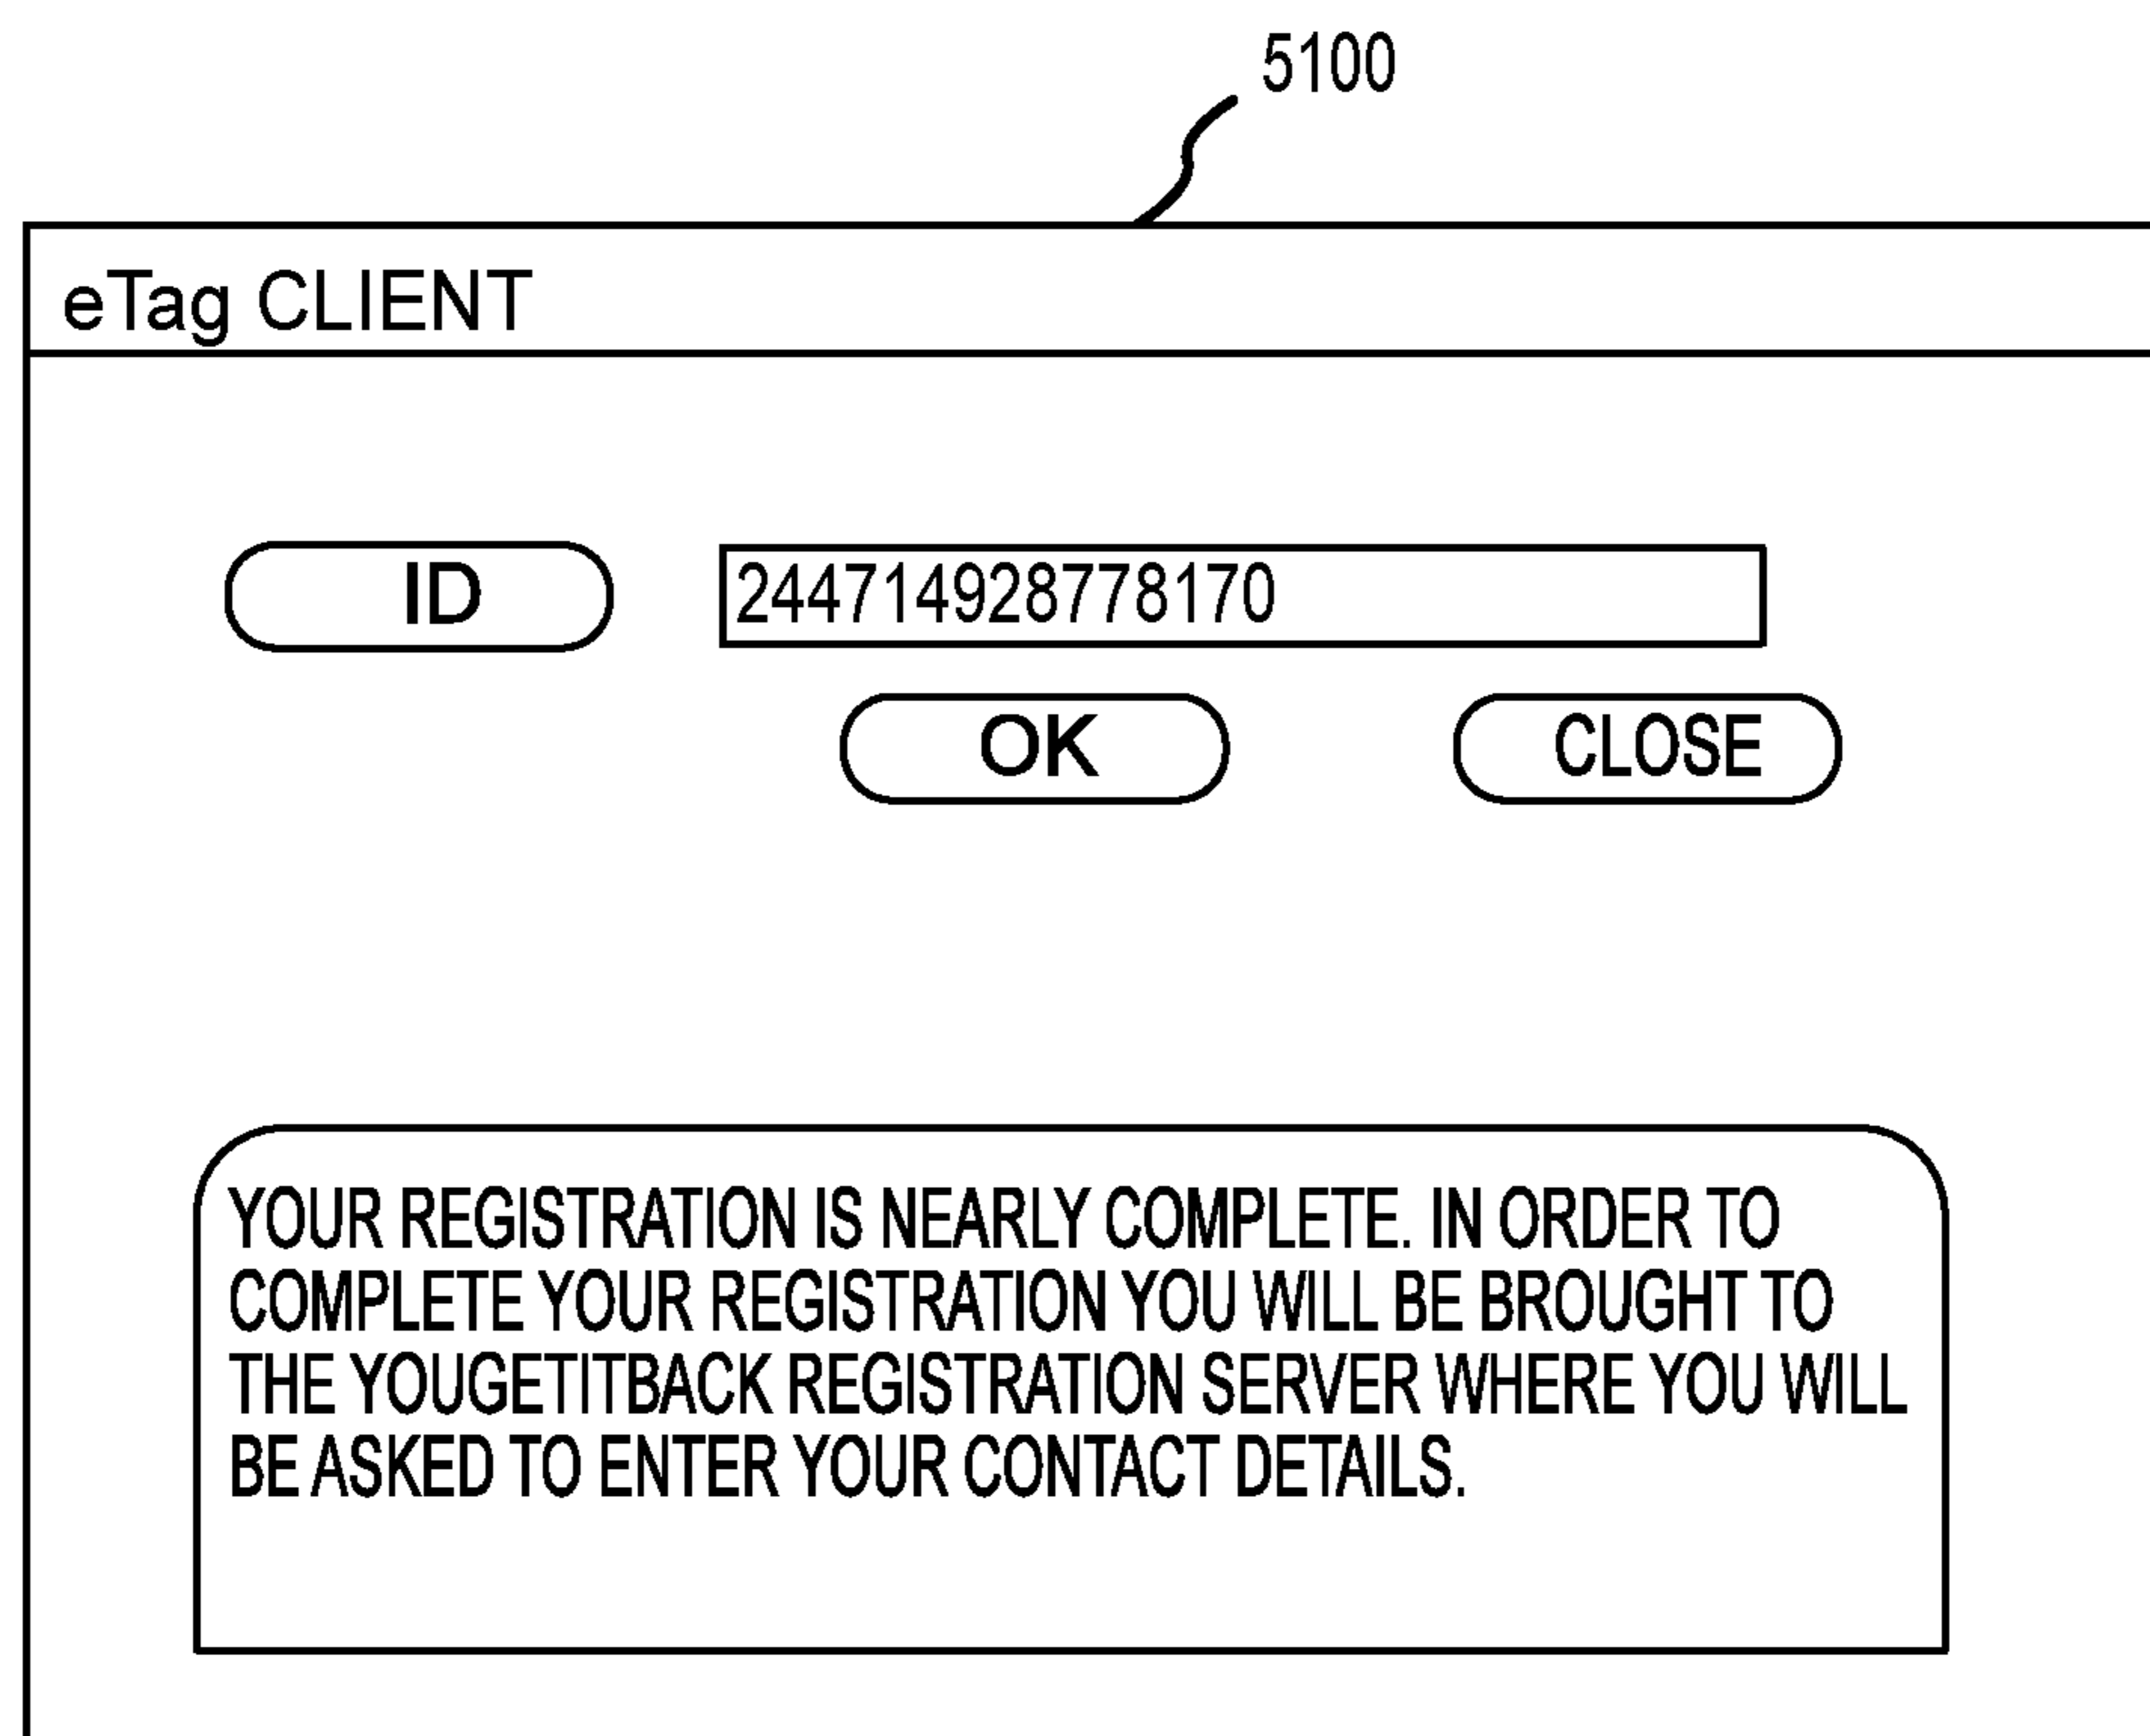 5100
eTag CLIENT
ID
244714928778170
OK
CLOSE
YOUR REGISTRATION IS NEARLY COMPLETE. IN ORDER TO
COMPLETE YOUR REGISTRATION YOU WILL BE BROUGHT TO
THE YOUGETITBACK REGISTRATION SERVER WHERE YOU WILL
BE ASKED TO ENTER YOUR CONTACT DETAILS.